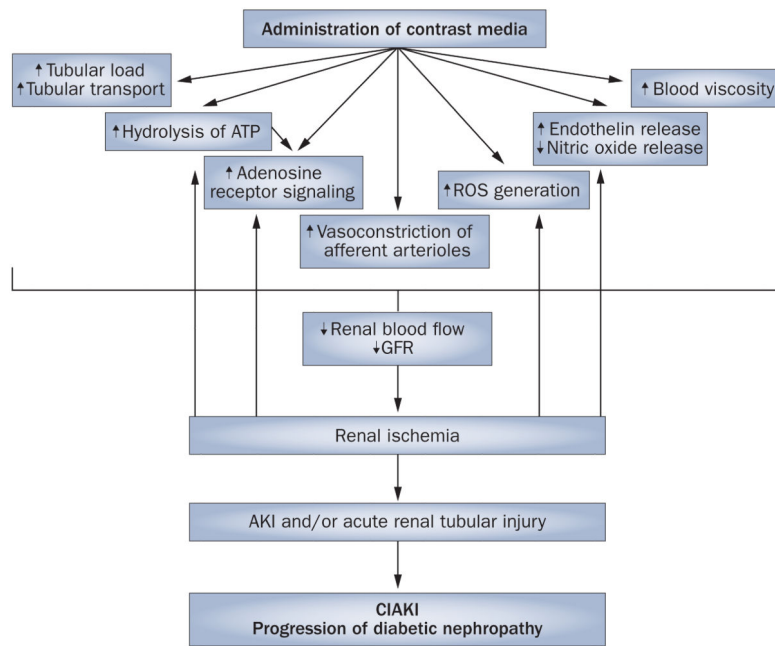 Administration of contrast media
↑ Tubular load
↑ Tubular transport
↑ Blood viscosity
↑ Hydrolysis of ATP
↑ Endothelin release
↓ Nitric oxide release
↑ Adenosine
receptor signaling
↑ ROS generation
↑ Vasoconstriction of
afferent arterioles
↓ Renal blood flow
↓ GFR
Renal ischemia
AKI and/or acute renal tubular injury
CIAKI
Progression of diabetic nephropathy